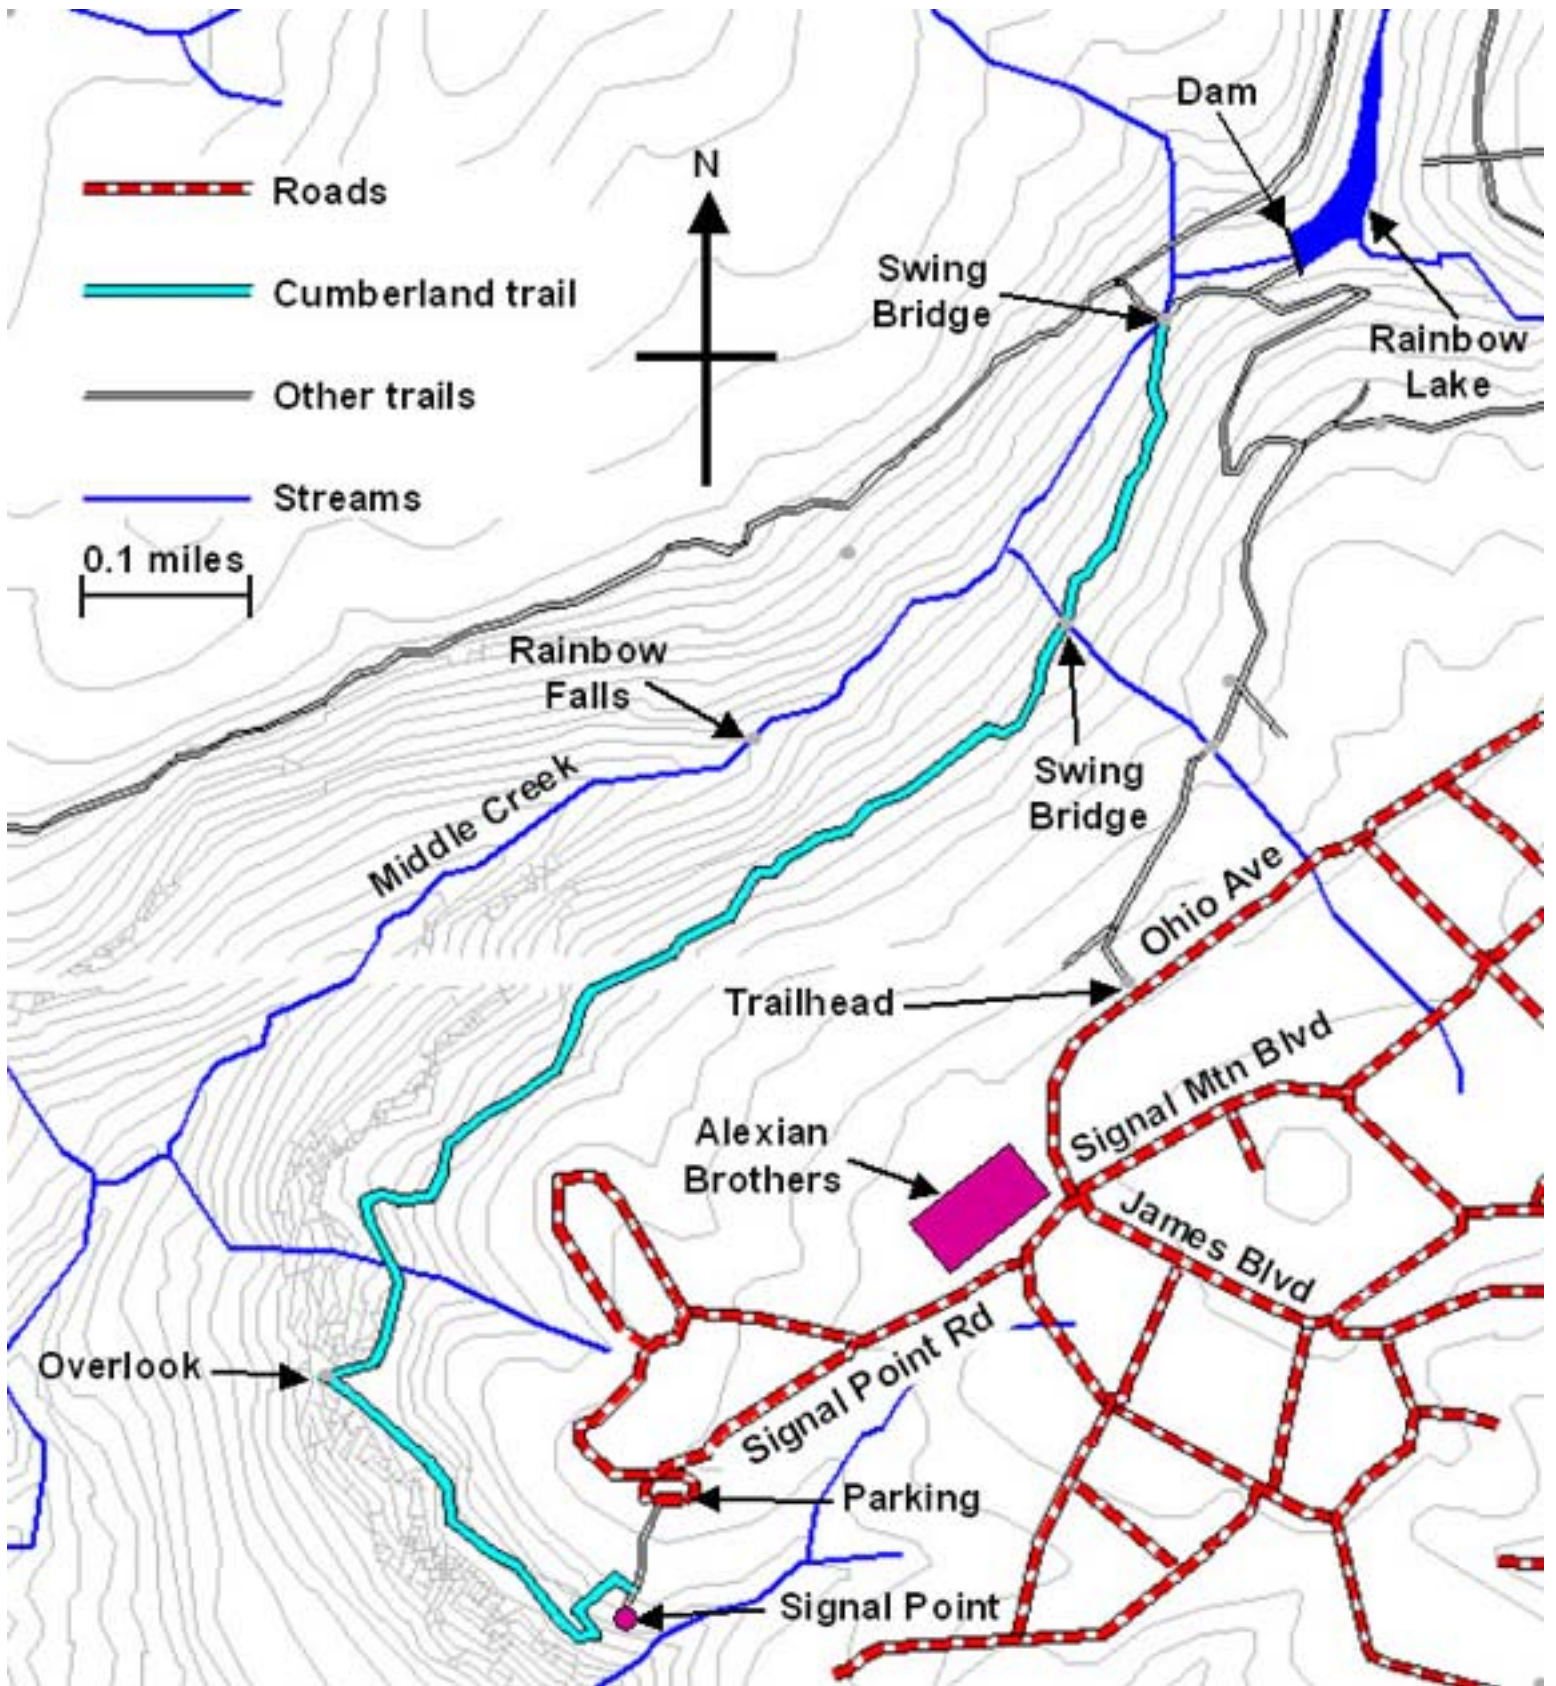 Dam
N
Roads
Swing
Bridge
Cumberland trail
Rainbow
Lake
Other trails
Streams
0.1 miles
Rainbow
Falls
Swing
Bridge
Middle Creek
Ohio Ave
Trailhead
Signal Mtn Blvd
Alexian
Brothers
James Blvd
Signal Point Rd
Overlook
Parking
Signal Point